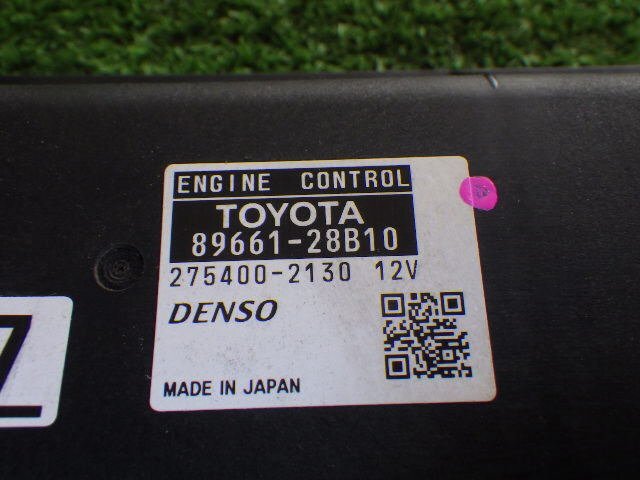 ENGINE CONTROL
TOYOTA
89661-28B10
275400-2130 12V
DENSO
MADE IN JAPAN